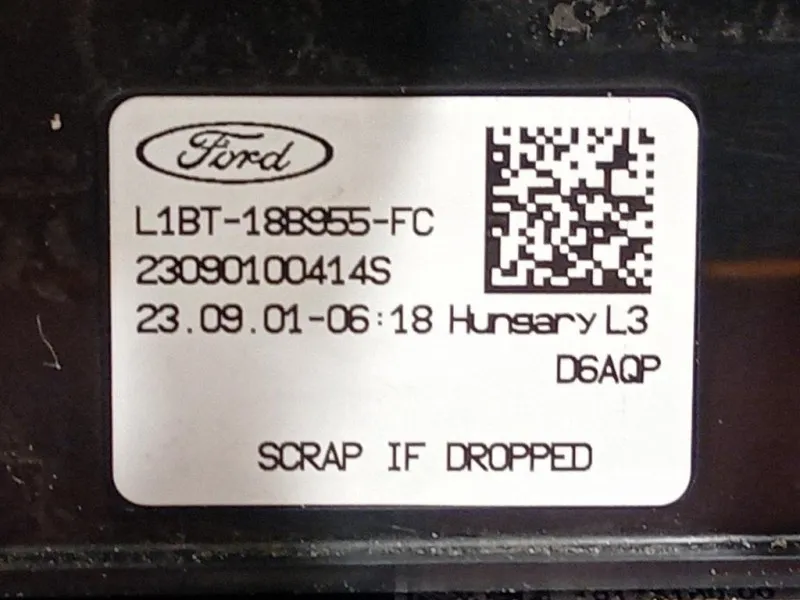 Ford
L1BT-18B955-FC
23090100414S
23.09.01-06:18 Hungary L3
D6AQP
SCRAP IF DROPPED